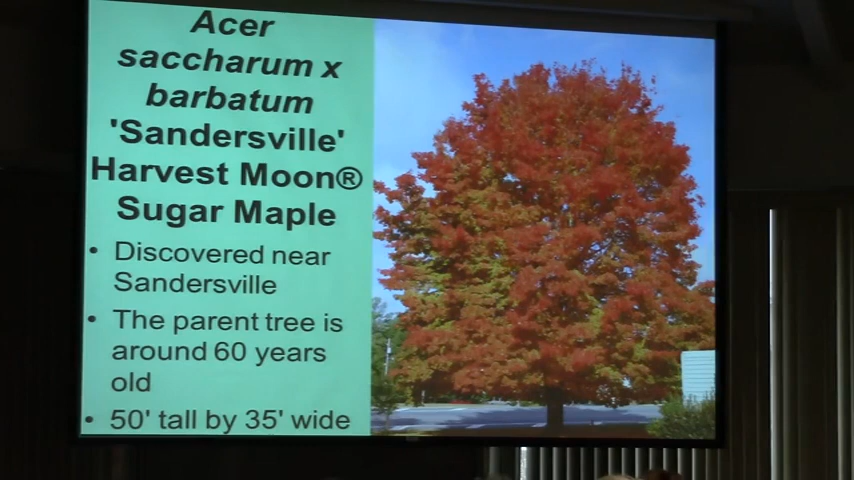 Acer
saccharum x
barbatum
'Sandersville'
Harvest Moon®
Sugar Maple
• Discovered near
Sandersville
• The parent tree is
around 60 years
old
• 50' tall by 35' wide